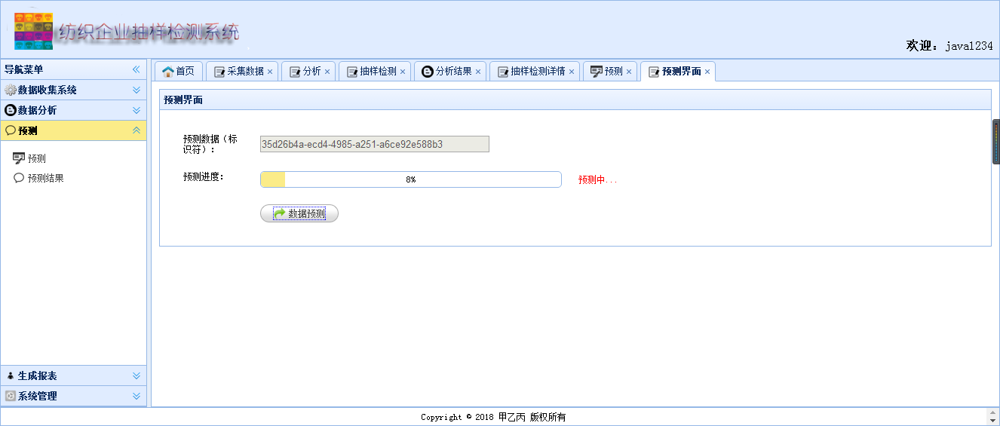 纺织企业抽样检测系统
欢迎：java1234
导航菜单
首页 采集数据 分析 抽样检测 分析结果 抽样检测详情 预测 预测界面
数据收集系统
数据分析
预测
预测
预测结果
生成报表
系统管理
预测界面
预测数据（标
识符）：
35d26b4a-ecd4-4985-a251-a6ce92e588b3
预测进度：
8%
预测中...
数据预测
Copyright © 2018 甲乙丙 版权所有